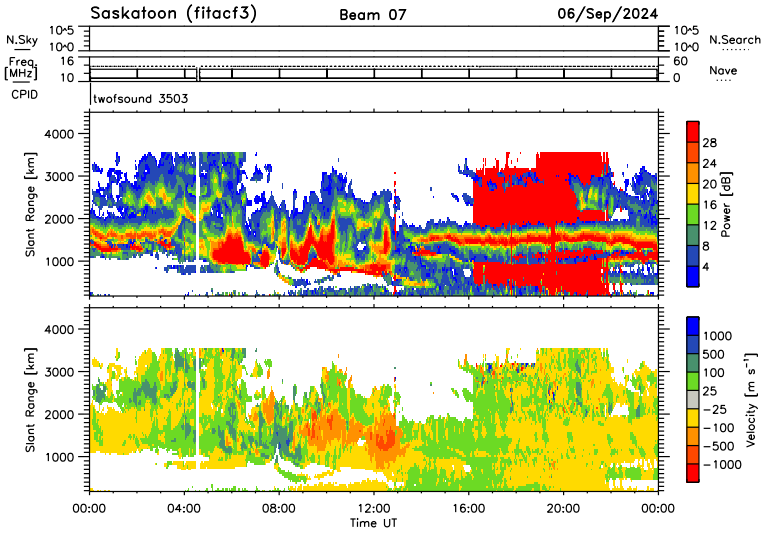 Saskatoon (fitacf3) Beam 07 06/Sep/2024
N.Sky 10^5 10^0 10^5 10^0 N.Search
Freq. [MHz] 16 10 60 0 Nave
CPID twofsound 3503
Slant Range [km] 4000 3000 2000 1000
Power [dB] 28 24 20 16 12 8 4
Slant Range [km] 4000 3000 2000 1000
Velocity [m s⁻¹] 1000 500 100 25 −25 −100 −500 −1000
00:00 04:00 08:00 12:00 16:00 20:00 00:00
Time UT